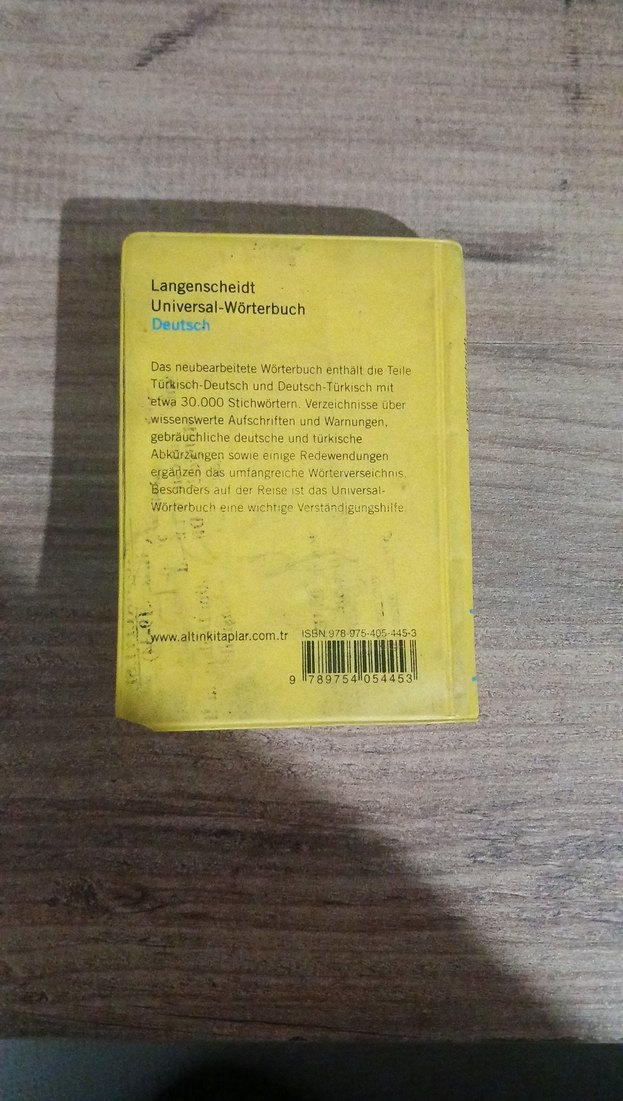 Langenscheidt
Universal-Wörterbuch
Deutsch
Das neubearbeitete Wörterbuch enthält die Teile
Türkisch-Deutsch und Deutsch-Türkisch mit
etwa 30.000 Stichwörtern. Verzeichnisse über
wissenswerte Aufschriften und Warnungen,
gebräuchliche deutsche und türkische
Abkürzungen sowie einige Redewendungen
ergänzen das umfangreiche Wörterverseichnis.
Besonders auf der Reise ist das Universal-
Wörterbuch eine wichtige Verständigungshilfe
www.altinkitaplar.com.tr
ISBN 978-975-405-445-3
9 789754 054453